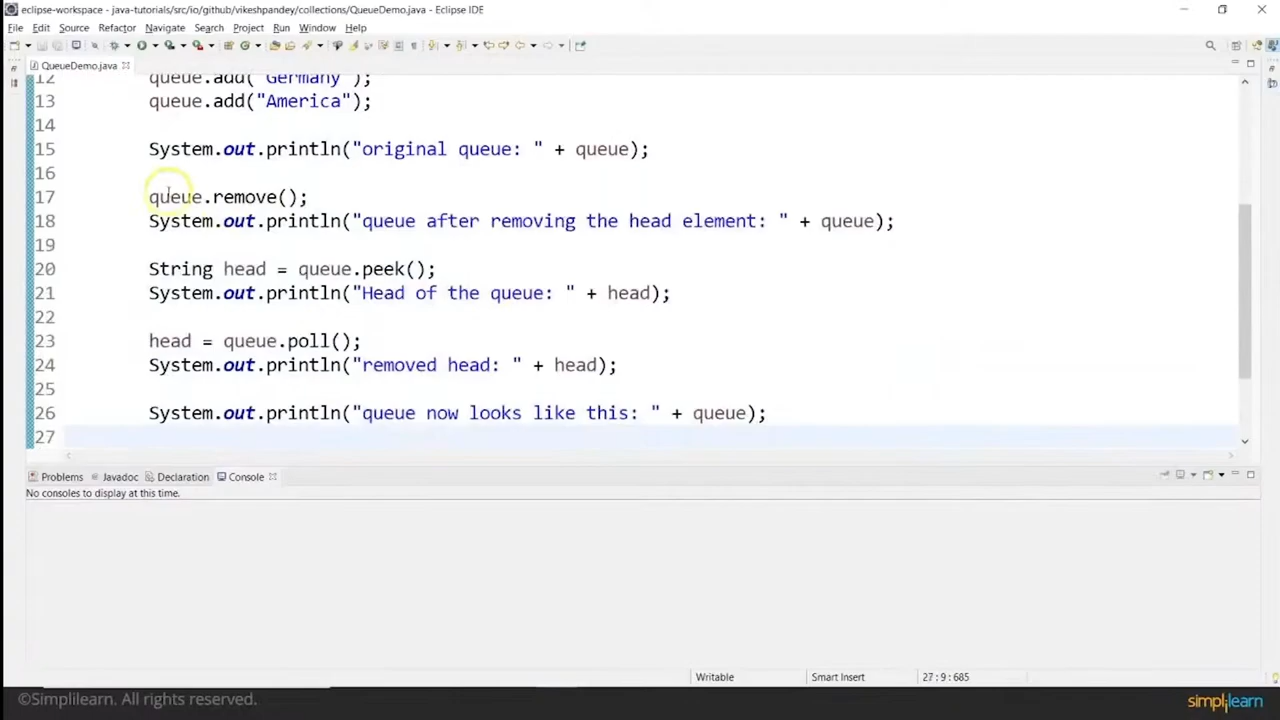 eclipse-workspace - java-tutorials/src/io/github/vikeshpandey/collections/QueueDemo.java - Eclipse IDE
File Edit Source Refactor Navigate Search Project Run Window Help
QueueDemo.java
12 queue.add("Germany");
13 queue.add("America");
14
15 System.out.println("original queue: " + queue);
16
17 queue.remove();
18 System.out.println("queue after removing the head element: " + queue);
19
20 String head = queue.peek();
21 System.out.println("Head of the queue: " + head);
22
23 head = queue.poll();
24 System.out.println("removed head: " + head);
25
26 System.out.println("queue now looks like this: " + queue);
27
Problems Javadoc Declaration Console
No consoles to display at this time.
Writable Smart Insert 27 : 9 : 685
©Simplilearn. All rights reserved. simplilearn